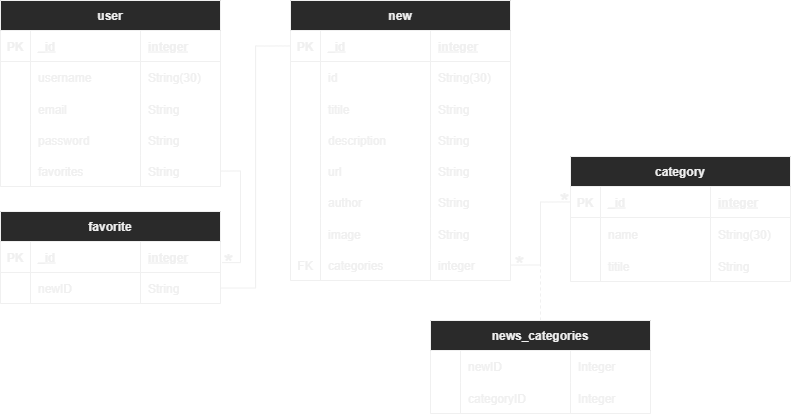 user
PK _id integer
username String(30)
email String
password String
favorites String
favorite
PK _id integer
newID String
new
PK _id integer
id String(30)
titile String
description String
url String
author String
image String
FK categories integer
category
PK _id integer
name String(30)
titile String
news_categories
newID Integer
categoryID Integer
*
*
*